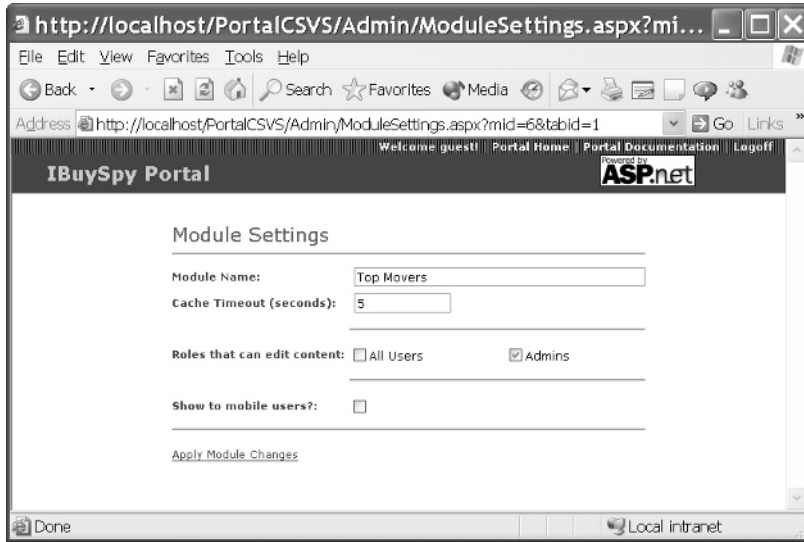 http://localhost/PortalCSVS/Admin/ModuleSettings.aspx?mi...
File Edit View Favorites Tools Help
Back Search Favorites Media
Address http://localhost/PortalCSVS/Admin/ModuleSettings.aspx?mid=6&tabid=1 Go Links »
Welcome guest! | Portal Home | Portal Documentation | Logoff
IBuySpy Portal
Powered by
ASP.net
Module Settings
Module Name: Top Movers
Cache Timeout (seconds): 5
Roles that can edit content: All Users Admins
Show to mobile users?:
Apply Module Changes
Done Local intranet